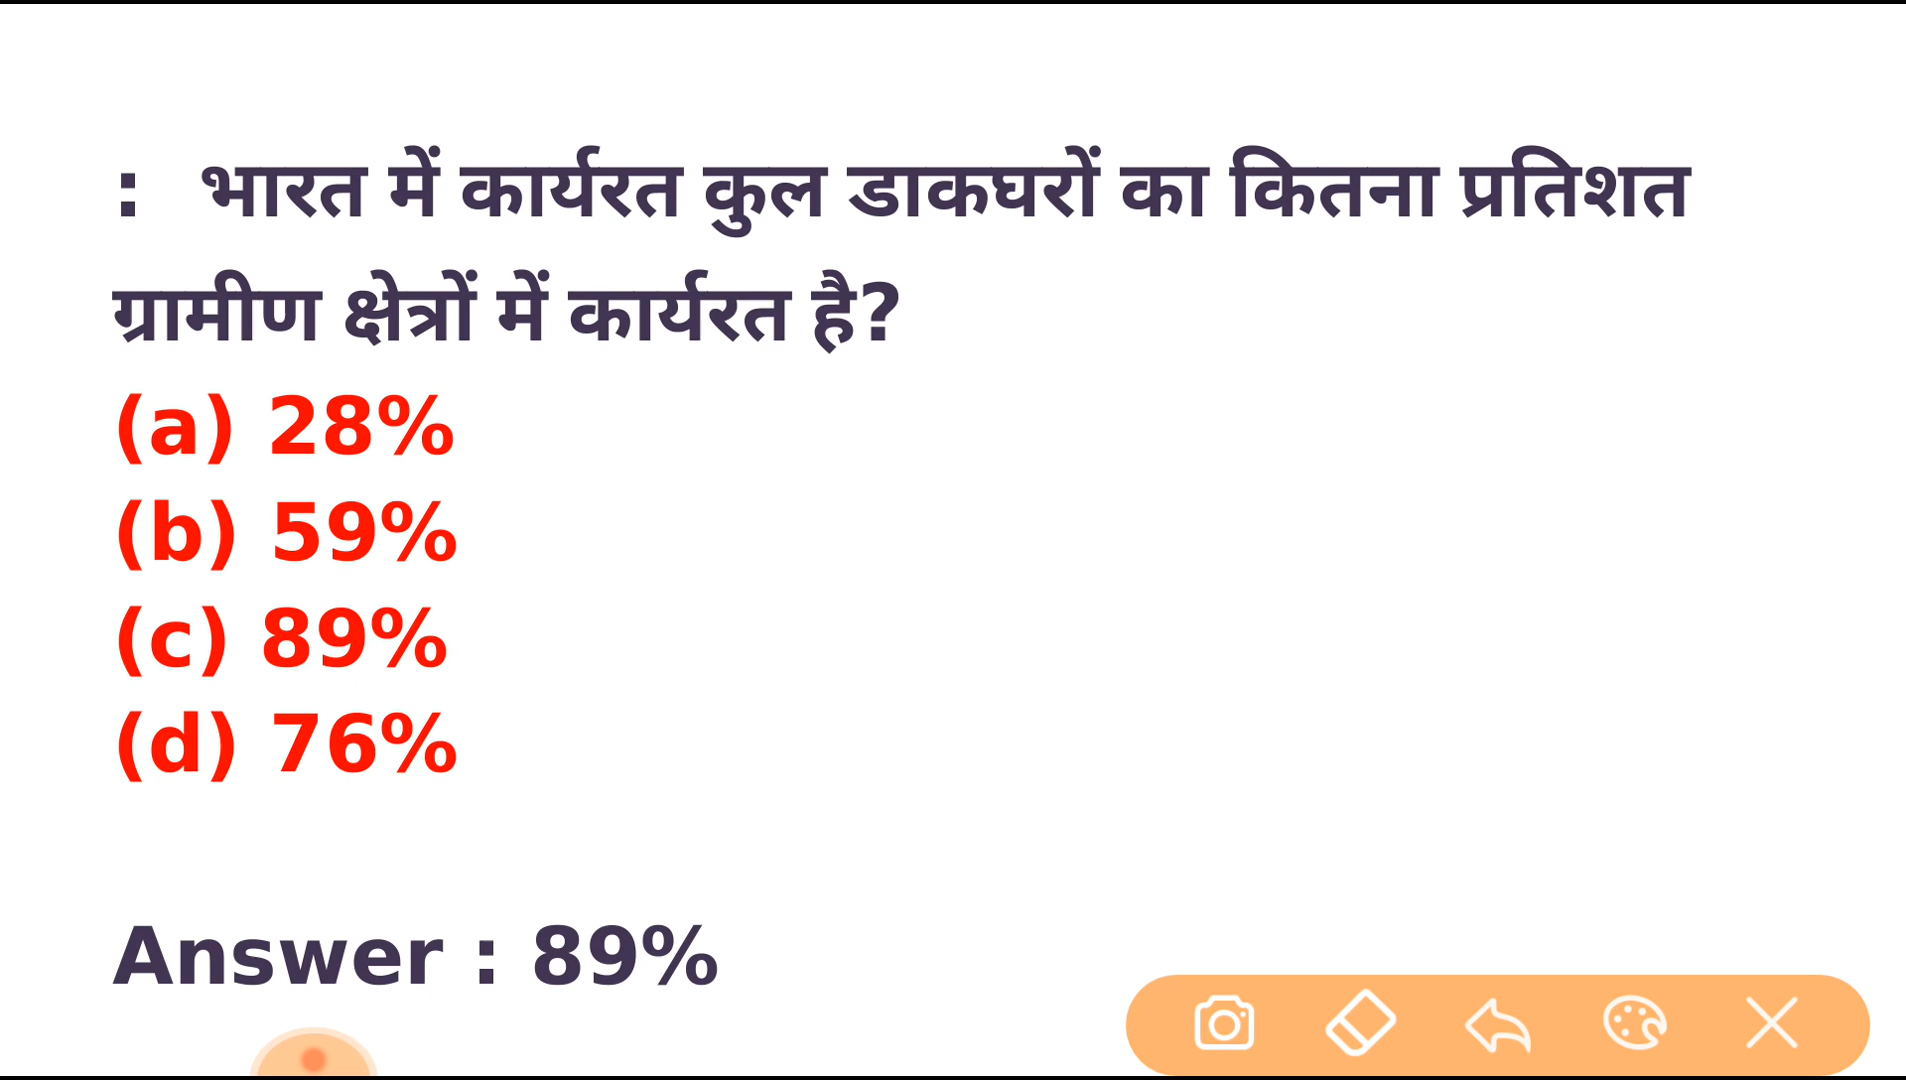 : भारत में कार्यरत कुल डाकघरों का कितना प्रतिशत
ग्रामीण क्षेत्रों में कार्यरत है?
(a) 28%
(b) 59%
(c) 89%
(d) 76%
Answer : 89%